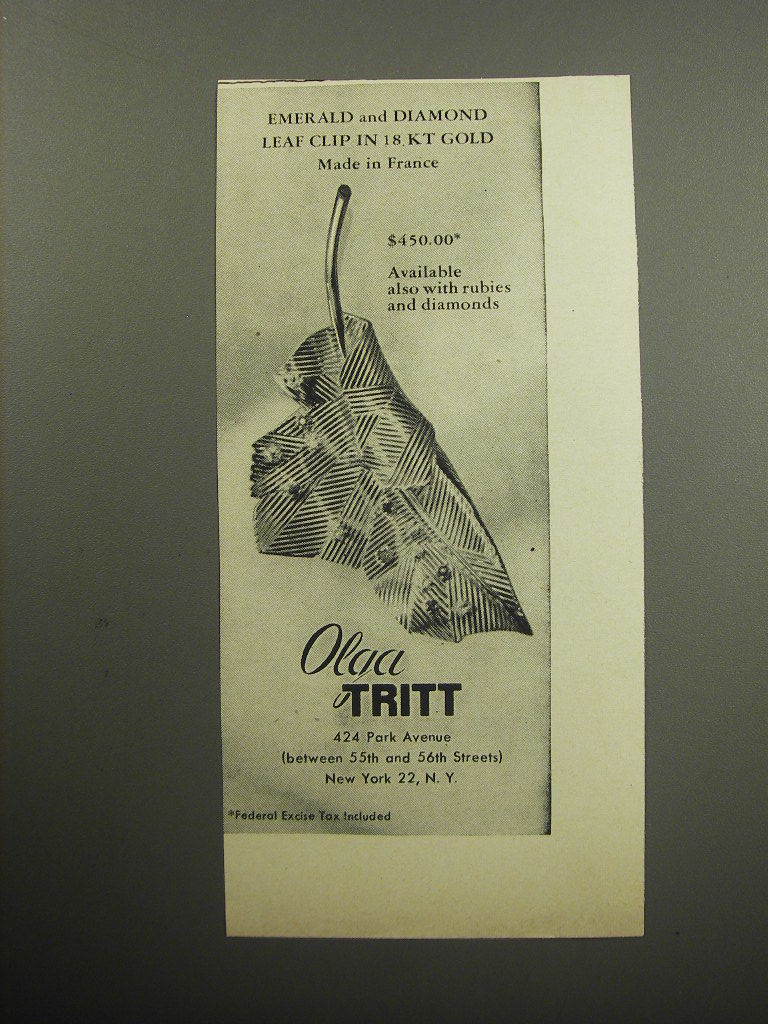 EMERALD and DIAMOND
LEAF CLIP IN 18 KT GOLD
Made in France
$450.00*
Available
also with rubies
and diamonds
Olga
TRITT
424 Park Avenue
(between 55th and 56th Streets)
New York 22, N. Y.
*Federal Excise Tax Included